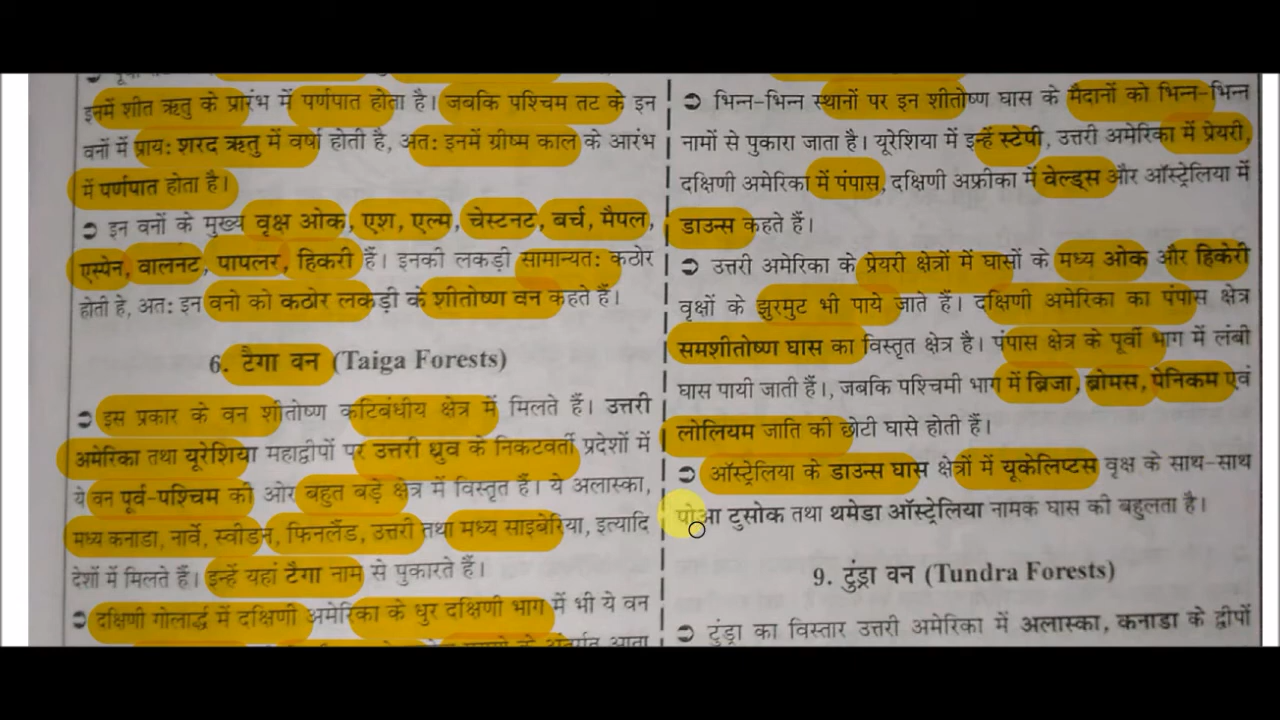 इनमें शीत ऋतु के प्रारंभ में पर्णपात होता है। जबकि पश्चिम तट के इन
वनों में प्राय: शरद ऋतु में वर्षा होती है, अत: इनमें ग्रीष्म काल के आरंभ
में पर्णपात होता है।
➲ इन वनों के मुख्य वृक्ष ओक, एश, एल्म, चेस्टनट, बर्च, मैपल,
एस्पेन, वालनट, पापलर, हिकरी हैं। इनकी लकड़ी सामान्यत: कठोर
होती है, अत: इन वनो को कठोर लकड़ी के शीतोष्ण वन कहते हैं।
6. टैगा वन (Taiga Forests)
➲ इस प्रकार के वन शीतोष्ण कटिबंधीय क्षेत्र में मिलते हैं। उत्तरी
अमेरिका तथा यूरेशिया महाद्वीपों पर उत्तरी ध्रुव के निकटवर्ती प्रदेशों में
ये वन पूर्व-पश्चिम की ओर बहुत बड़े क्षेत्र में विस्तृत हैं। ये अलास्का,
मध्य कनाडा, नार्वे, स्वीडन, फिनलैंड, उत्तरी तथा मध्य साइबेरिया, इत्यादि
देशों में मिलते हैं। इन्हें यहां टैगा नाम से पुकारते हैं।
➲ दक्षिणी गोलार्द्ध में दक्षिणी अमेरिका के धुर दक्षिणी भाग में भी ये वन
➲ भिन्न-भिन्न स्थानों पर इन शीतोष्ण घास के मैदानों को भिन्न-भिन्न
नामों से पुकारा जाता है। यूरेशिया में इन्हें स्टेपी, उत्तरी अमेरिका में प्रेयरी,
दक्षिणी अमेरिका में पंपास, दक्षिणी अफ्रीका में वेल्ड्स और ऑस्ट्रेलिया में
डाउन्स कहते हैं।
➲ उत्तरी अमेरिका के प्रेयरी क्षेत्रों में घासों के मध्य ओक और हिकेरी
वृक्षों के झुरमुट भी पाये जाते हैं। दक्षिणी अमेरिका का पंपास क्षेत्र
समशीतोष्ण घास का विस्तृत क्षेत्र है। पंपास क्षेत्र के पूर्वी भाग में लंबी
घास पायी जाती हैं।, जबकि पश्चिमी भाग में ब्रिजा, ब्रोमस, पेनिकम एवं
लोलियम जाति की छोटी घासे होती हैं।
➲ ऑस्ट्रेलिया के डाउन्स घास क्षेत्रों में यूकेलिप्टस वृक्ष के साथ-साथ
पोआ टुसोक तथा थमेडा ऑस्ट्रेलिया नामक घास की बहुलता है।
9. टुंड्रा वन (Tundra Forests)
➲ टुंड्रा का विस्तार उत्तरी अमेरिका में अलास्का, कनाडा के द्वीपों